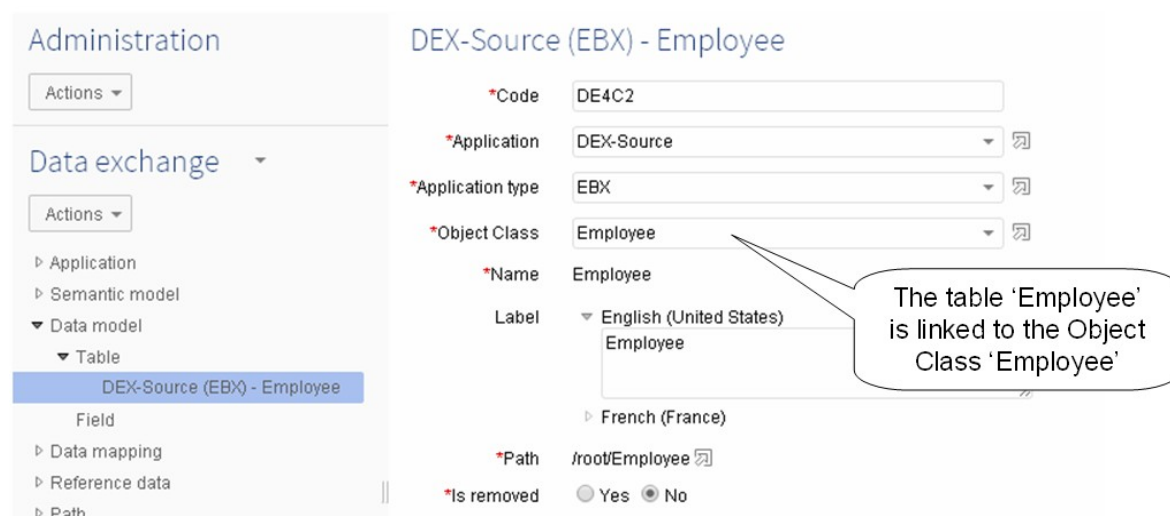 Administration
Actions
Data exchange
Actions
Application
Semantic model
Data model
Table
DEX-Source (EBX) - Employee
Field
Data mapping
Reference data
Path
DEX-Source (EBX) - Employee
*Code DE4C2
*Application DEX-Source
*Application type EBX
*Object Class Employee
*Name Employee
Label English (United States)
Employee
French (France)
*Path /root/Employee
*Is removed Yes No
The table ‘Employee’
is linked to the Object
Class ‘Employee’